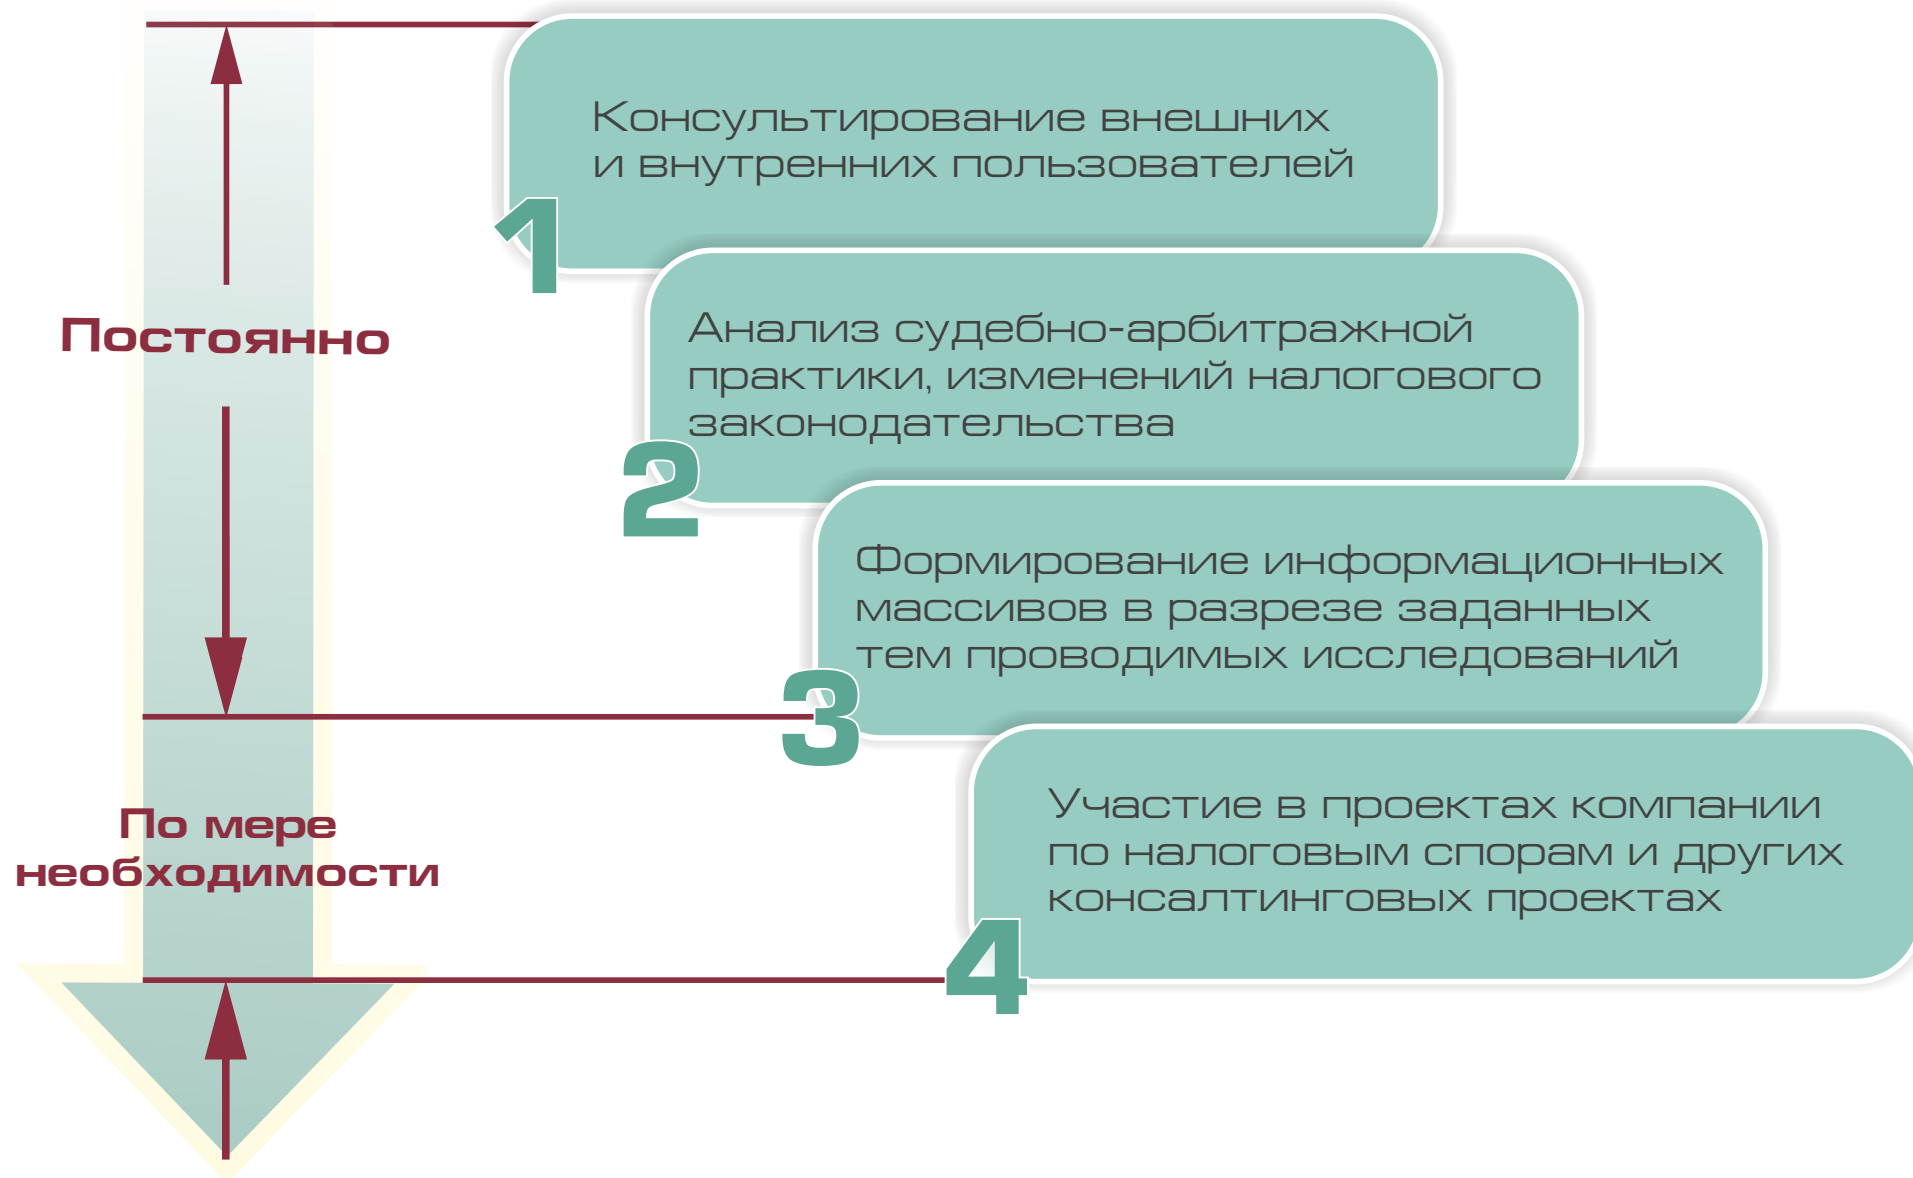 Консультирование внешних
и внутренних пользователей
1
Постоянно
Анализ судебно-арбитражной
практики, изменений налогового
законодательства
2
Формирование информационных
массивов в разрезе заданных
тем проводимых исследований
3
По мере
необходимости
Участие в проектах компании
по налоговым спорам и других
консалтинговых проектах
4